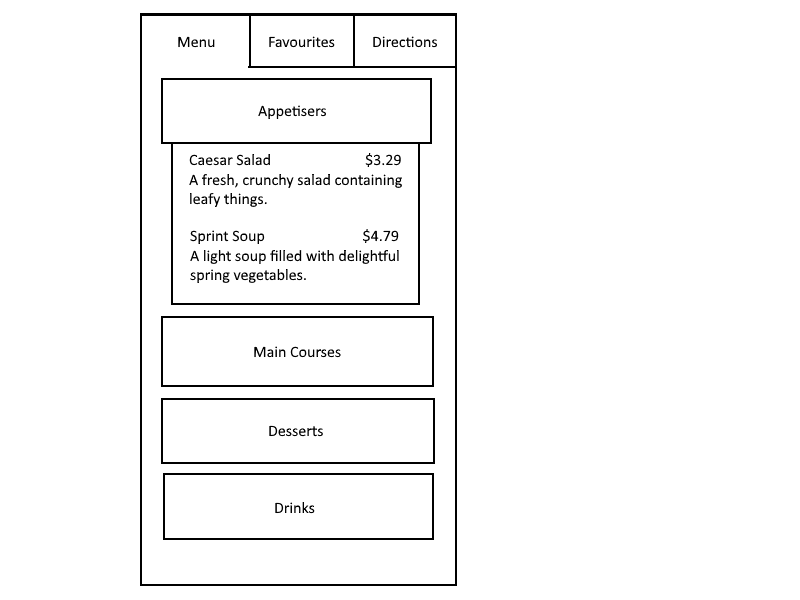 Menu Favourites Directions
Appetisers
Caesar Salad $3.29
A fresh, crunchy salad containing
leafy things.
Sprint Soup $4.79
A light soup filled with delightful
spring vegetables.
Main Courses
Desserts
Drinks